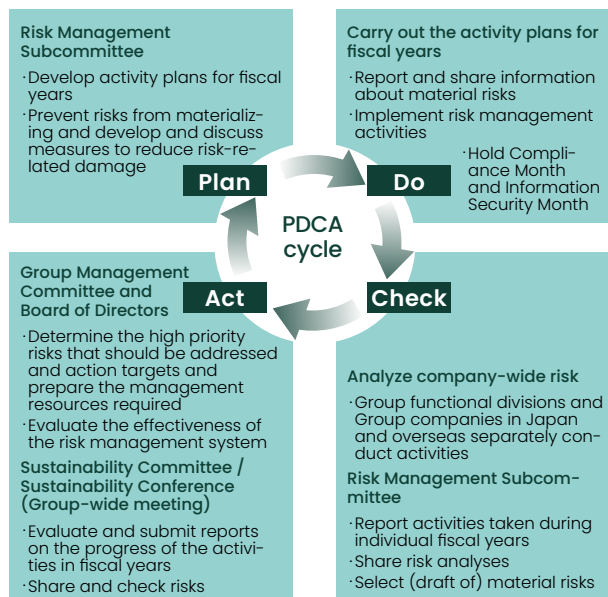 Risk Management
Subcommittee
·Develop activity plans for fiscal
years
·Prevent risks from materializ-
ing and develop and discuss
measures to reduce risk-re-
lated damage
Plan
Carry out the activity plans for
fiscal years
·Report and share information
about material risks
·Implement risk management
activities
·Hold Compli-
ance Month
and Information
Security Month
Do
PDCA
cycle
Group Management
Committee and
Board of Directors
Act
·Determine the high priority
risks that should be addressed
and action targets and
prepare the management
resources required
·Evaluate the effectiveness of
the risk management system
Sustainability Committee /
Sustainability Conference
(Group-wide meeting)
·Evaluate and submit reports
on the progress of the activi-
ties in fiscal years
·Share and check risks
Check
Analyze company-wide risk
·Group functional divisions and
Group companies in Japan
and overseas separately con-
duct activities
Risk Management Subcom-
mittee
·Report activities taken during
individual fiscal years
·Share risk analyses
·Select (draft of) material risks